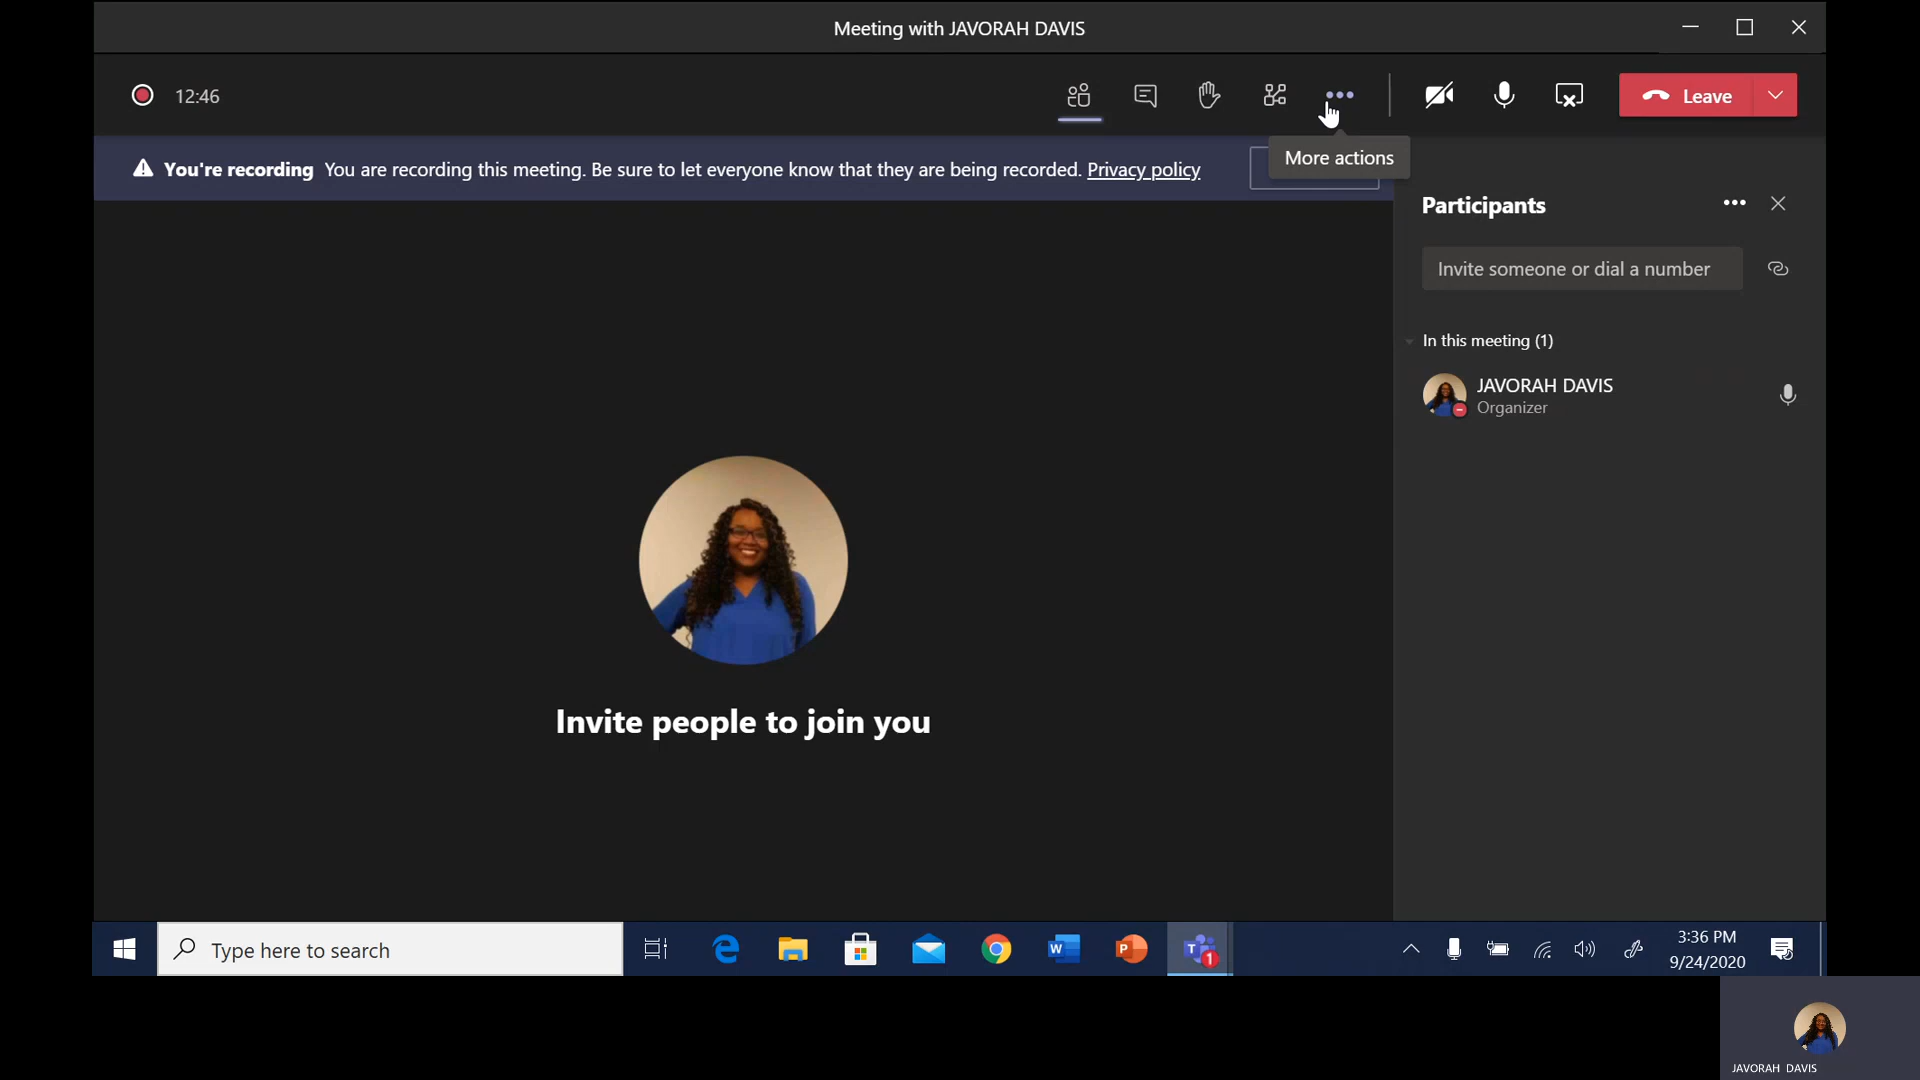 Meeting with JAVORAH DAVIS
12:46
Leave
More actions
You're recording You are recording this meeting. Be sure to let everyone know that they are being recorded. Privacy policy
Participants
Invite someone or dial a number
In this meeting (1)
JAVORAH DAVIS
Organizer
Invite people to join you
Type here to search
W
P
T
1
3:36 PM
9/24/2020
JAVORAH DAVIS